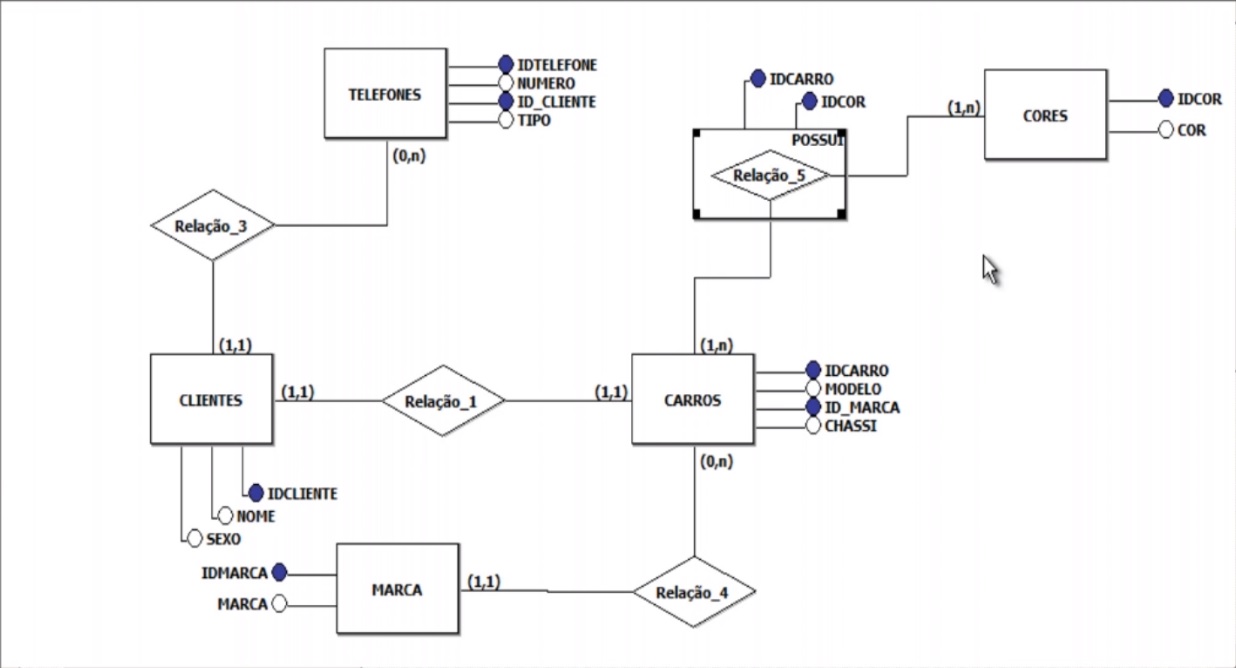 TELEFONES
IDTELEFONE
NUMERO
ID_CLIENTE
TIPO
(0,n)
IDCARRO
IDCOR
POSSUI
Relação_5
(1,n)
CORES
IDCOR
COR
Relação_3
(1,1)
CLIENTES
(1,1)
Relação_1
(1,1)
(1,n)
CARROS
IDCARRO
MODELO
ID_MARCA
CHASSI
(0,n)
IDCLIENTE
NOME
SEXO
IDMARCA
MARCA
MARCA
(1,1)
Relação_4